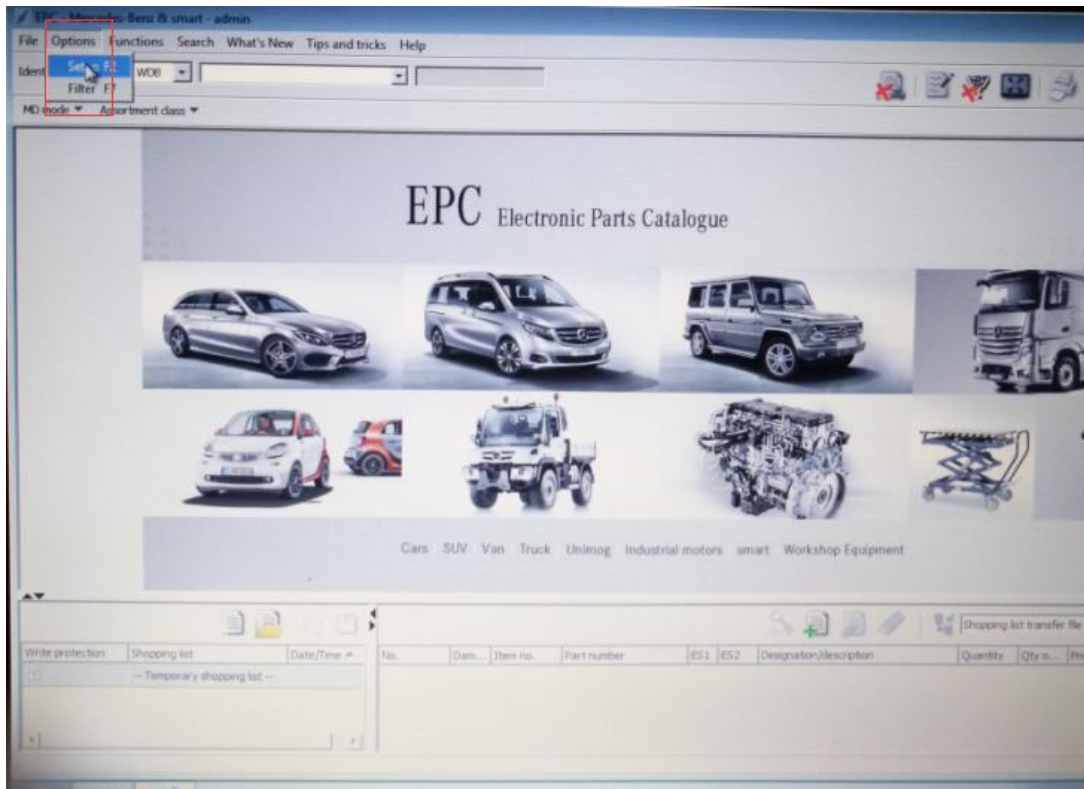 EPC - Mercedes-Benz & smart - admin
File Options Functions Search What's New Tips and tricks Help
Ident WDB
Filter F7
MD mode Assortment class
EPC Electronic Parts Catalogue
Cars SUV Van Truck Unimog Industrial motors smart Workshop Equipment
Shopping list transfer file
Write protection Shopping list Date/Time No. Dam... Item no. Part number ES1 ES2 Designation/description Quantity Qty o...
-- Temporary shopping list --